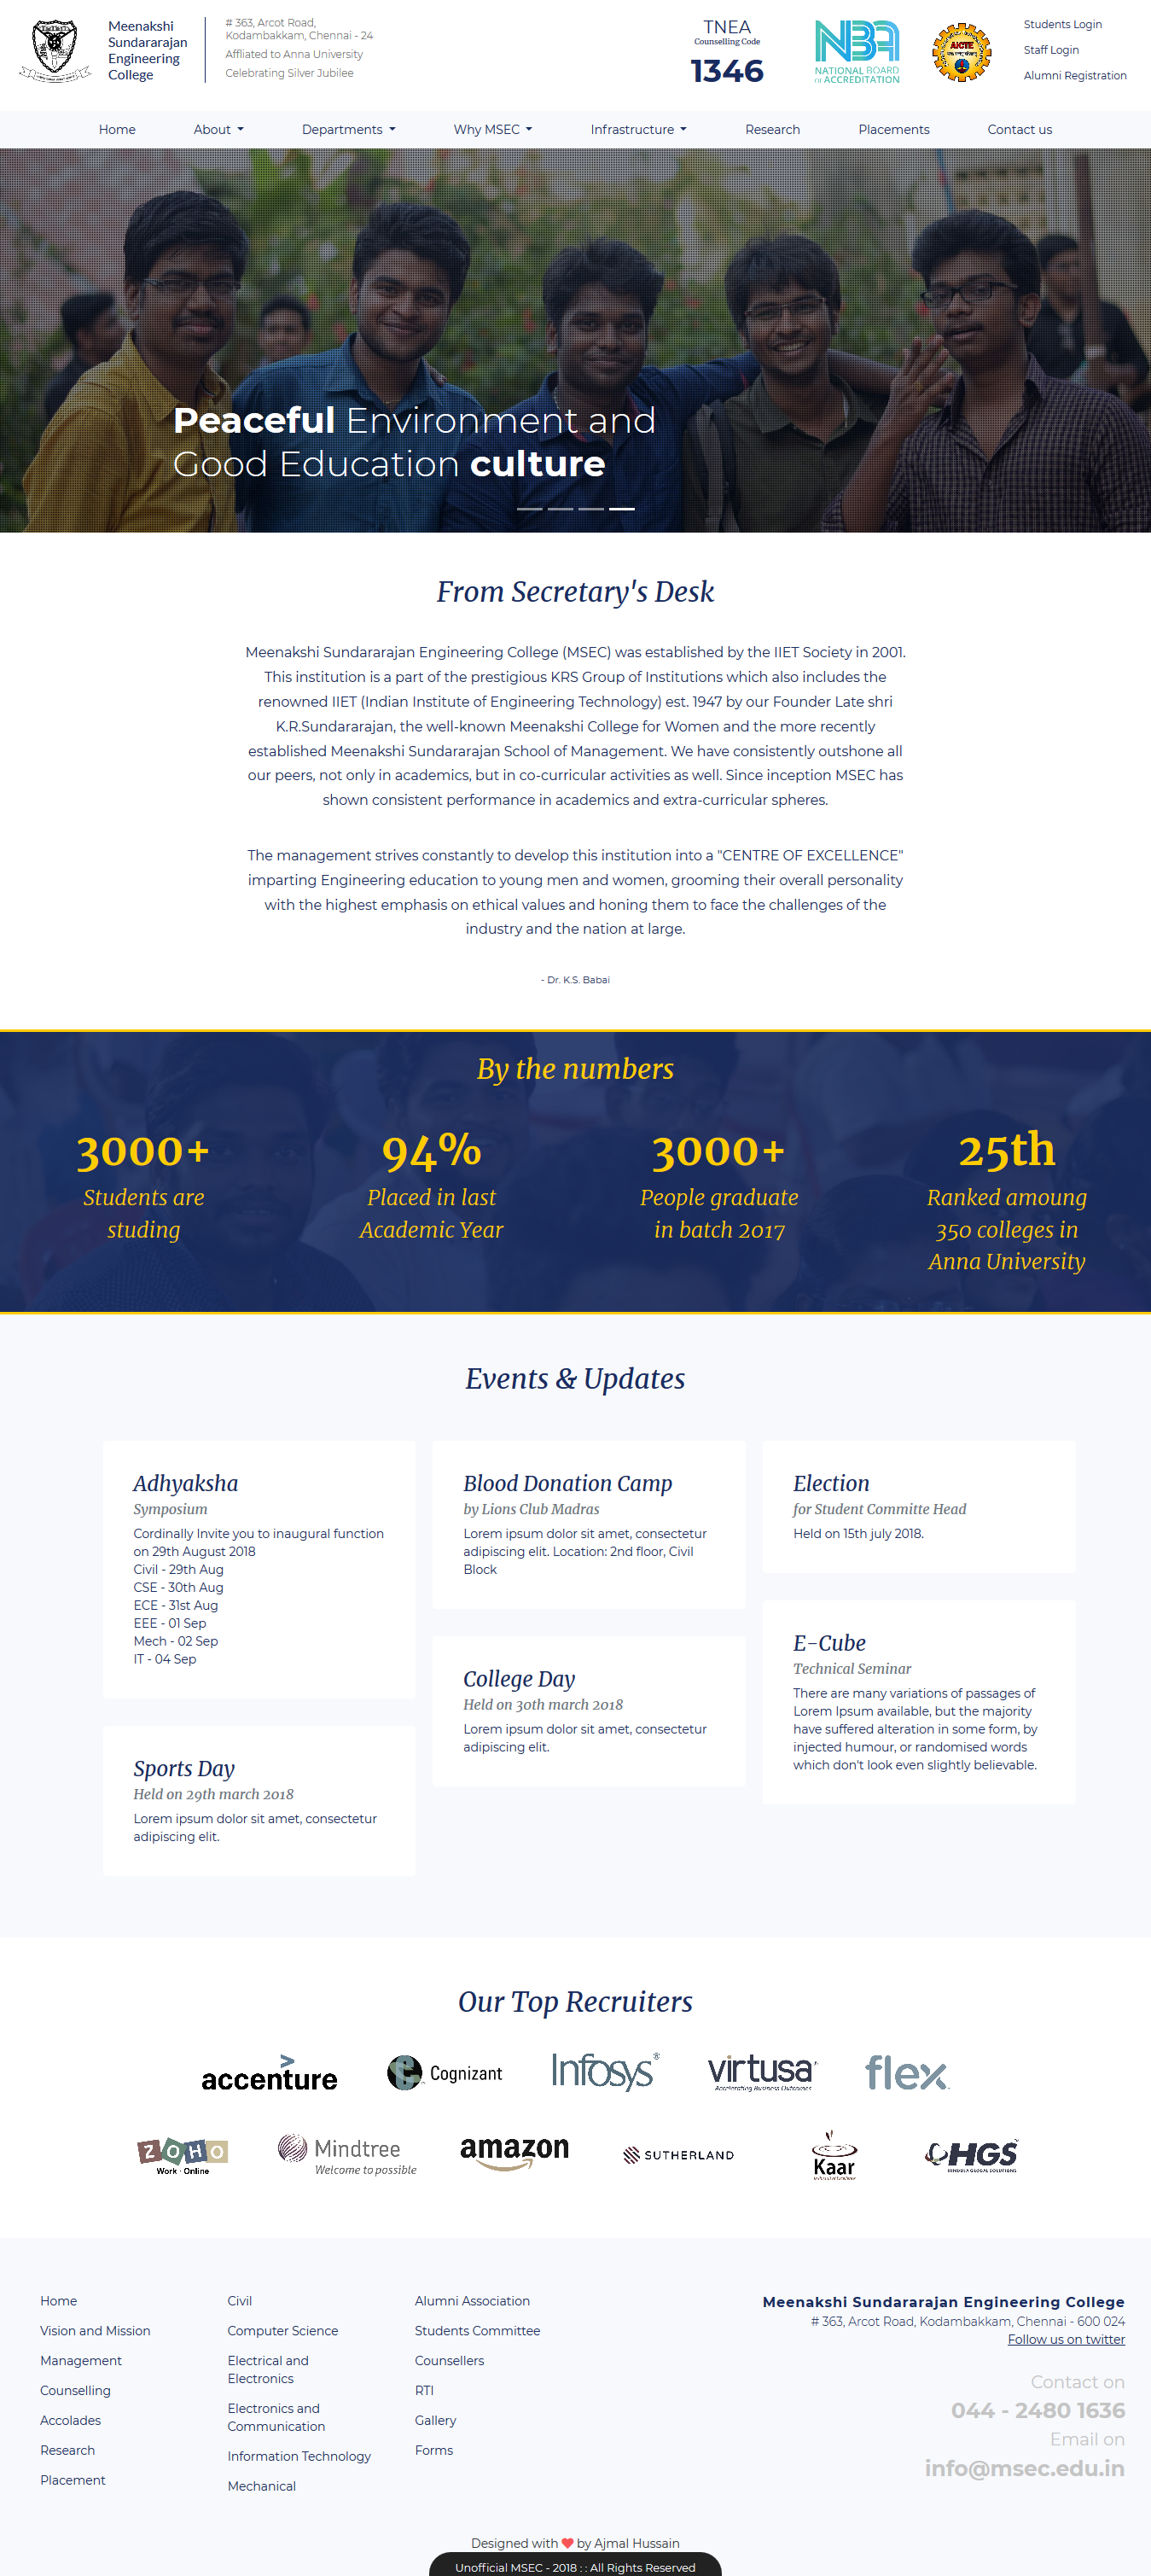 Meenakshi
Sundararajan
Engineering
College
# 363, Arcot Road,
Kodambakkam, Chennai - 24
Affliated to Anna University
Celebrating Silver Jubilee
TNEA
Counselling Code
1346
NBA
NATIONAL BOARD
OF ACCREDITATION
AICTE
Students Login
Staff Login
Alumni Registration
Home
About
Departments
Why MSEC
Infrastructure
Research
Placements
Contact us
Peaceful Environment and
Good Education culture
From Secretary's Desk
Meenakshi Sundararajan Engineering College (MSEC) was established by the IIET Society in 2001.
This institution is a part of the prestigious KRS Group of Institutions which also includes the
renowned IIET (Indian Institute of Engineering Technology) est. 1947 by our Founder Late shri
K.R.Sundararajan, the well-known Meenakshi College for Women and the more recently
established Meenakshi Sundararajan School of Management. We have consistently outshone all
our peers, not only in academics, but in co-curricular activities as well. Since inception MSEC has
shown consistent performance in academics and extra-curricular spheres.
The management strives constantly to develop this institution into a "CENTRE OF EXCELLENCE"
imparting Engineering education to young men and women, grooming their overall personality
with the highest emphasis on ethical values and honing them to face the challenges of the
industry and the nation at large.
- Dr. K.S. Babai
By the numbers
3000+
Students are
studing
94%
Placed in last
Academic Year
3000+
People graduate
in batch 2017
25th
Ranked amoung
350 colleges in
Anna University
Events & Updates
Adhyaksha
Symposium
Cordinally Invite you to inaugural function
on 29th August 2018
Civil - 29th Aug
CSE - 30th Aug
ECE - 31st Aug
EEE - 01 Sep
Mech - 02 Sep
IT - 04 Sep
Sports Day
Held on 29th march 2018
Lorem ipsum dolor sit amet, consectetur
adipiscing elit.
Blood Donation Camp
by Lions Club Madras
Lorem ipsum dolor sit amet, consectetur
adipiscing elit. Location: 2nd floor, Civil
Block
College Day
Held on 30th march 2018
Lorem ipsum dolor sit amet, consectetur
adipiscing elit.
Election
for Student Committe Head
Held on 15th july 2018.
E-Cube
Technical Seminar
There are many variations of passages of
Lorem Ipsum available, but the majority
have suffered alteration in some form, by
injected humour, or randomised words
which don't look even slightly believable.
Our Top Recruiters
accenture
Cognizant
Infosys®
virtusa
Accelerating Business Outcomes
flex
ZOHO
Work · Online
Mindtree
Welcome to possible
amazon
SUTHERLAND
Kaar
HGS
HINDUJA GLOBAL SOLUTIONS
Home
Vision and Mission
Management
Counselling
Accolades
Research
Placement
Civil
Computer Science
Electrical and
Electronics
Electronics and
Communication
Information Technology
Mechanical
Alumni Association
Students Committee
Counsellers
RTI
Gallery
Forms
Meenakshi Sundararajan Engineering College
# 363, Arcot Road, Kodambakkam, Chennai - 600 024
Follow us on twitter
Contact on
044 - 2480 1636
Email on
info@msec.edu.in
Designed with ❤ by Ajmal Hussain
Unofficial MSEC - 2018 : : All Rights Reserved